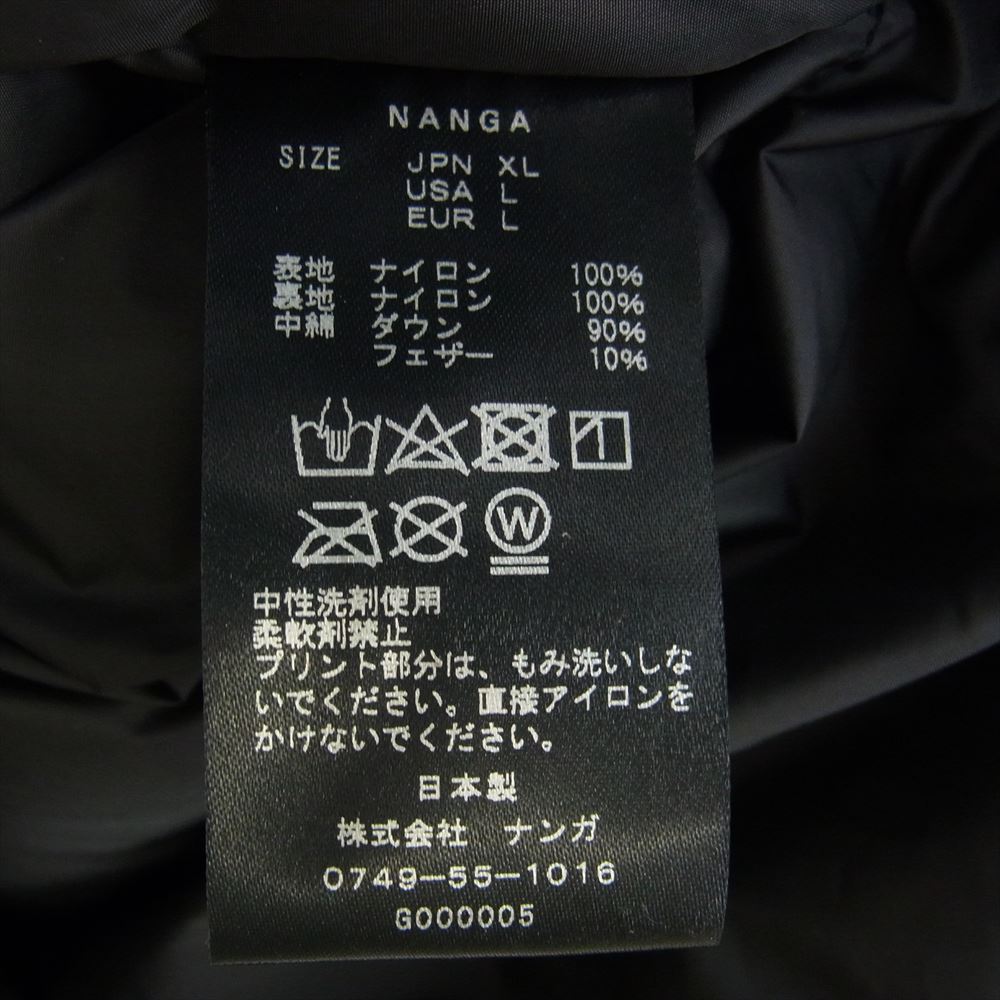 NANGA
SIZE JPN XL
USA L
EUR L
表地 ナイロン 100%
裏地 ナイロン 100%
中綿 ダウン 90%
フェザー 10%
W
中性洗剤使用
柔軟剤禁止
プリント部分は、もみ洗いしな
いでください。直接アイロンを
かけないでください。
日本製
株式会社 ナンガ
0749-55-1016
G000005